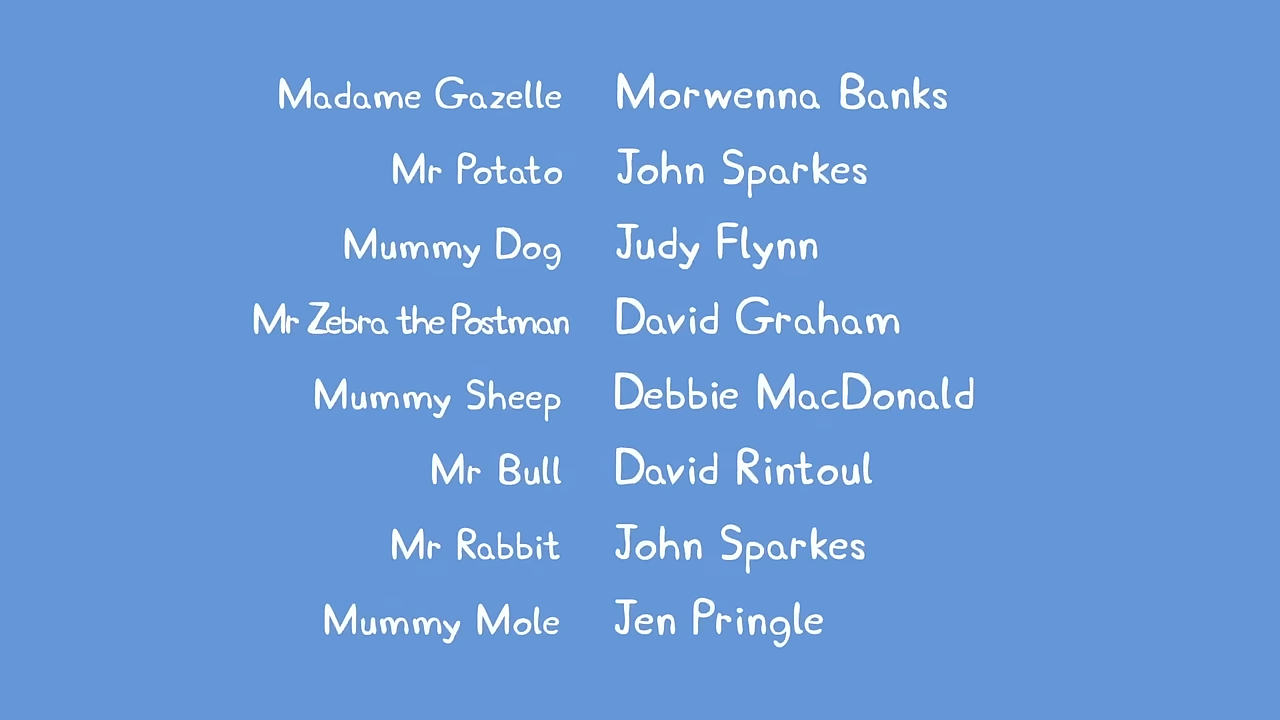 Madame Gazelle Morwenna Banks
Mr Potato John Sparkes
Mummy Dog Judy Flynn
Mr Zebra the Postman David Graham
Mummy Sheep Debbie MacDonald
Mr Bull David Rintoul
Mr Rabbit John Sparkes
Mummy Mole Jen Pringle